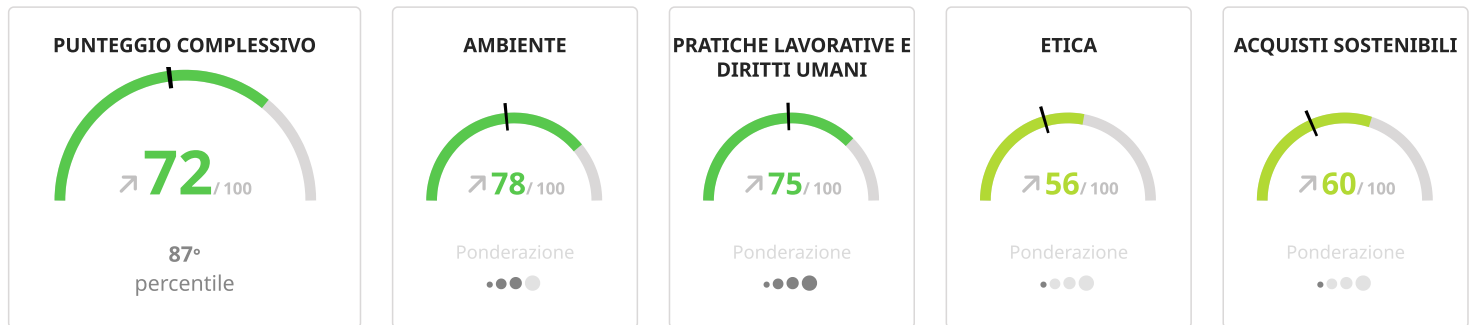 PUNTEGGIO COMPLESSIVO
72 / 100
87°
percentile
AMBIENTE
78 / 100
Ponderazione
PRATICHE LAVORATIVE E
DIRITTI UMANI
75 / 100
Ponderazione
ETICA
56 / 100
Ponderazione
ACQUISTI SOSTENIBILI
60 / 100
Ponderazione